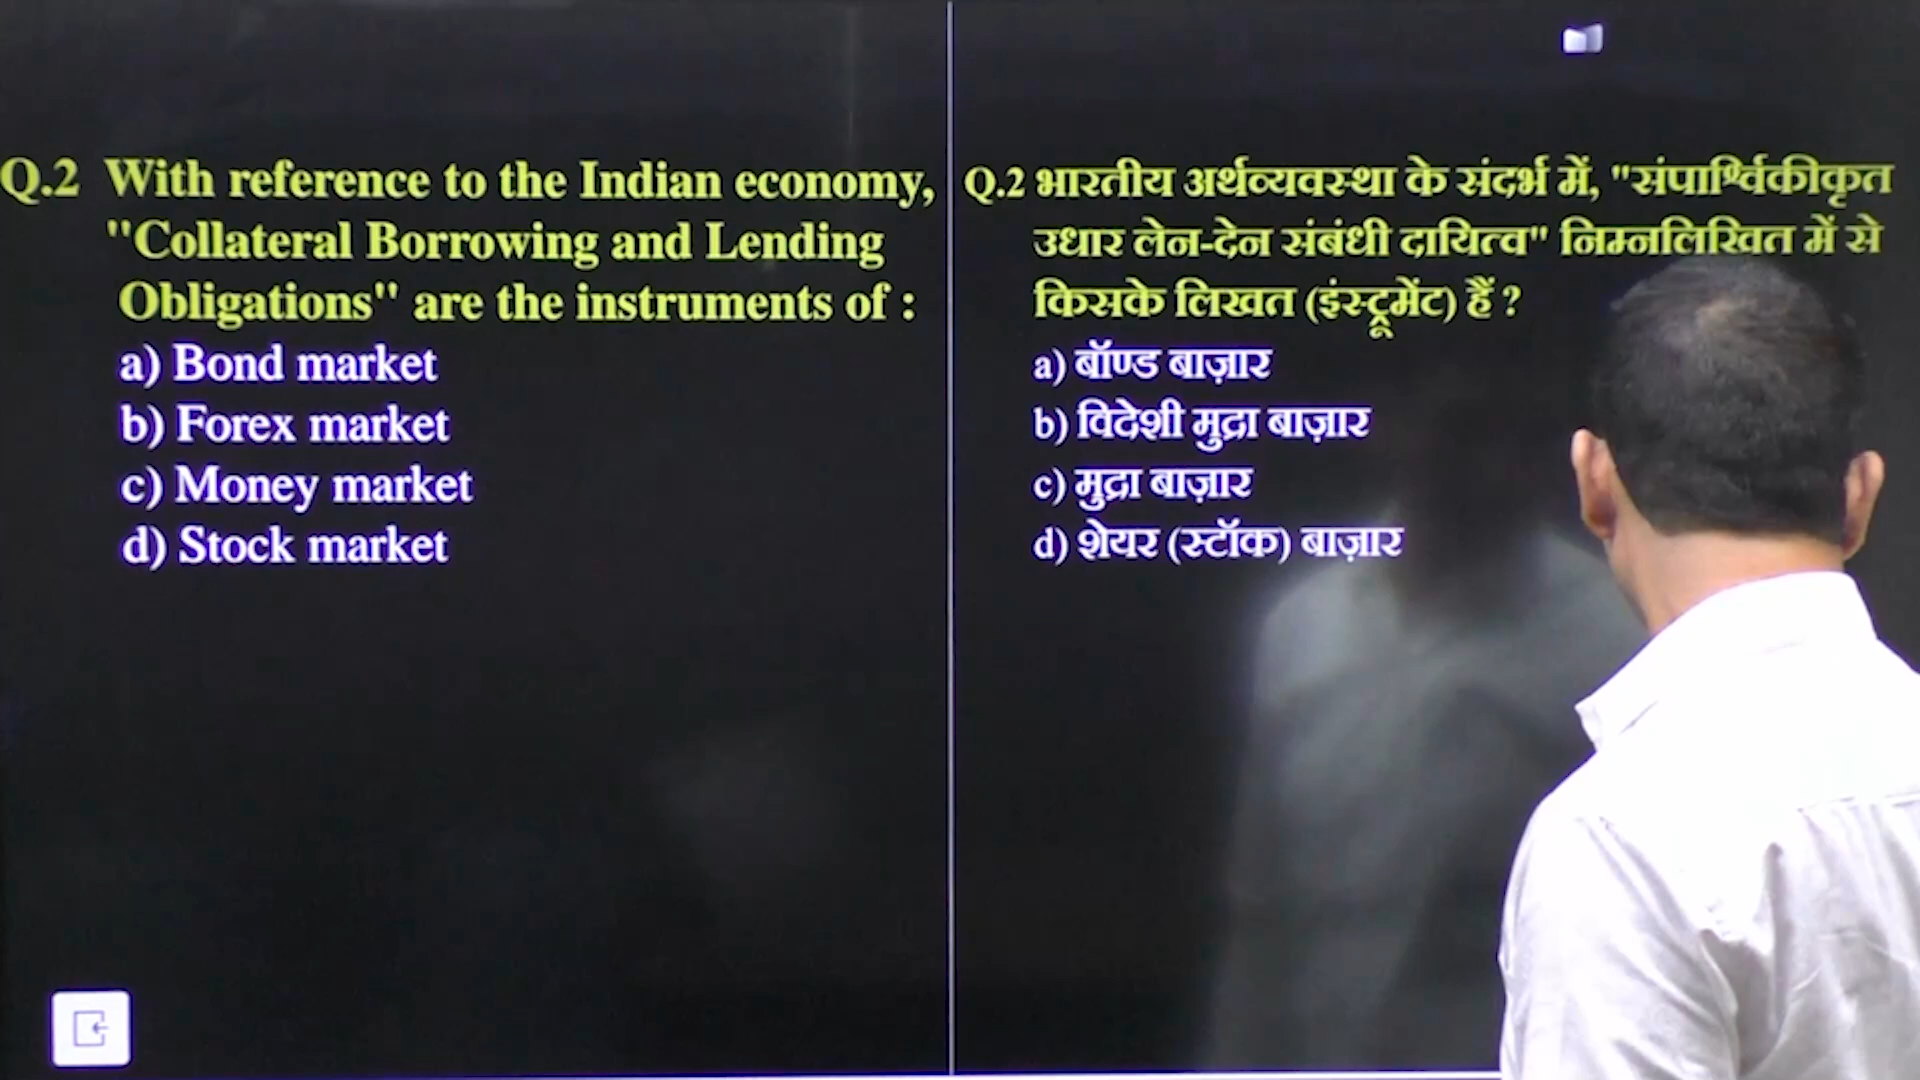 Q.2 With reference to the Indian economy,
"Collateral Borrowing and Lending
Obligations" are the instruments of :
a) Bond market
b) Forex market
c) Money market
d) Stock market
Q.2 भारतीय अर्थव्यवस्था के संदर्भ में, "संपार्श्विकीकृत
उधार लेन-देन संबंधी दायित्व" निम्नलिखित में से
किसके लिखत (इंस्ट्रूमेंट) हैं ?
a) बॉण्ड बाज़ार
b) विदेशी मुद्रा बाज़ार
c) मुद्रा बाज़ार
d) शेयर (स्टॉक) बाज़ार